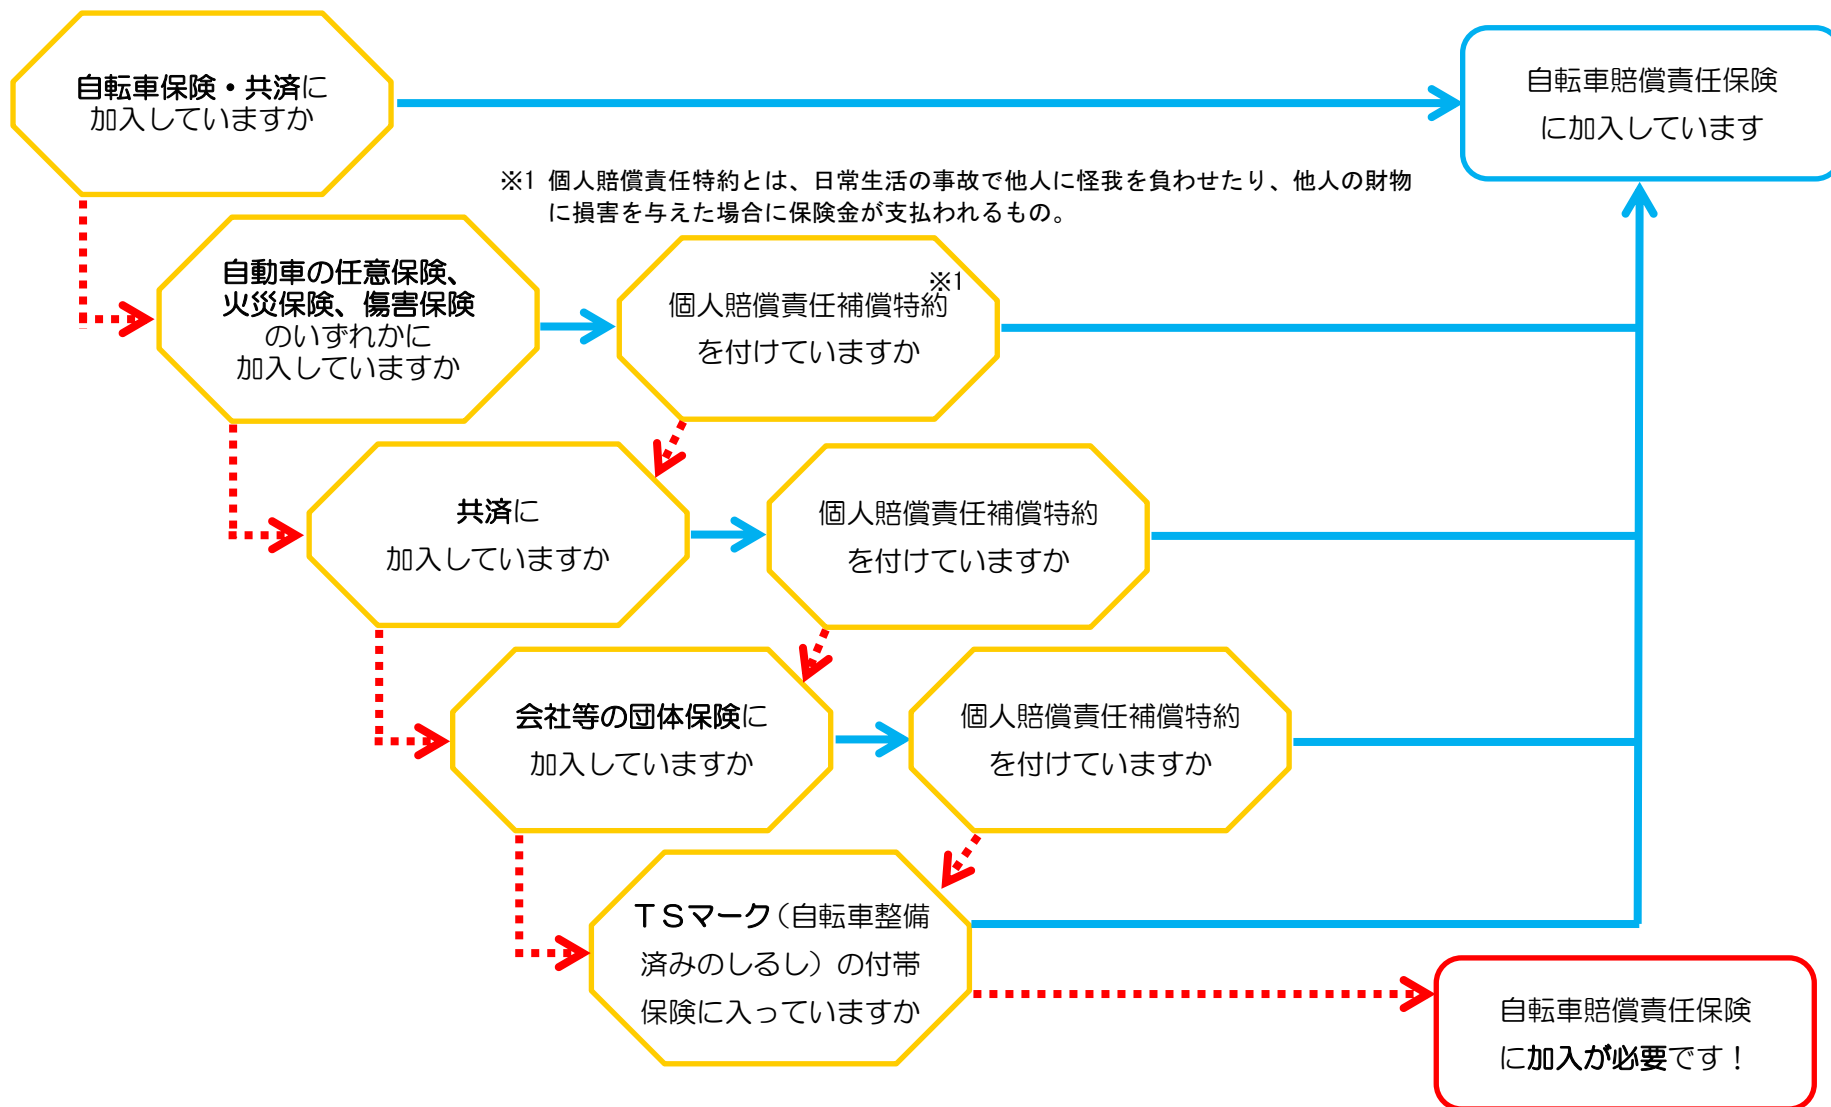 自転車保険・共済に
加入していますか
自転車賠償責任保険
に加入しています
※1 個人賠償責任特約とは、日常生活の事故で他人に怪我を負わせたり、他人の財物
に損害を与えた場合に保険金が支払われるもの。
自動車の任意保険、
火災保険、傷害保険
のいずれかに
加入していますか
個人賠償責任補償特約※1
を付けていますか
共済に
加入していますか
個人賠償責任補償特約
を付けていますか
会社等の団体保険に
加入していますか
個人賠償責任補償特約
を付けていますか
ＴＳマーク（自転車整備
済みのしるし）の付帯
保険に入っていますか
自転車賠償責任保険
に加入が必要です！